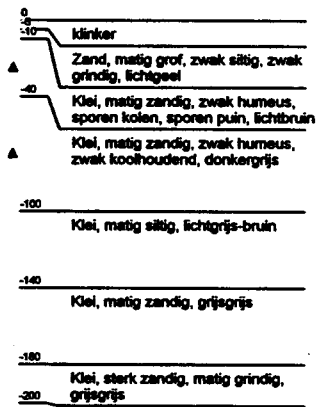 0
-8
klinker
-10
Zand, matig grof, zwak siltig, zwak
grindig, lichtgeel
-40
Klei, matig zandig, zwak humeus,
sporen kolen, sporen puin, lichtbruin
Klei, matig zandig, zwak humeus,
zwak koolhoudend, donkergrijs
-100
Klei, matig siltig, lichtgrijs-bruin
-140
Klei, matig zandig, grijsgrijs
-180
Klei, sterk zandig, matig grindig,
grijsgrijs
-200